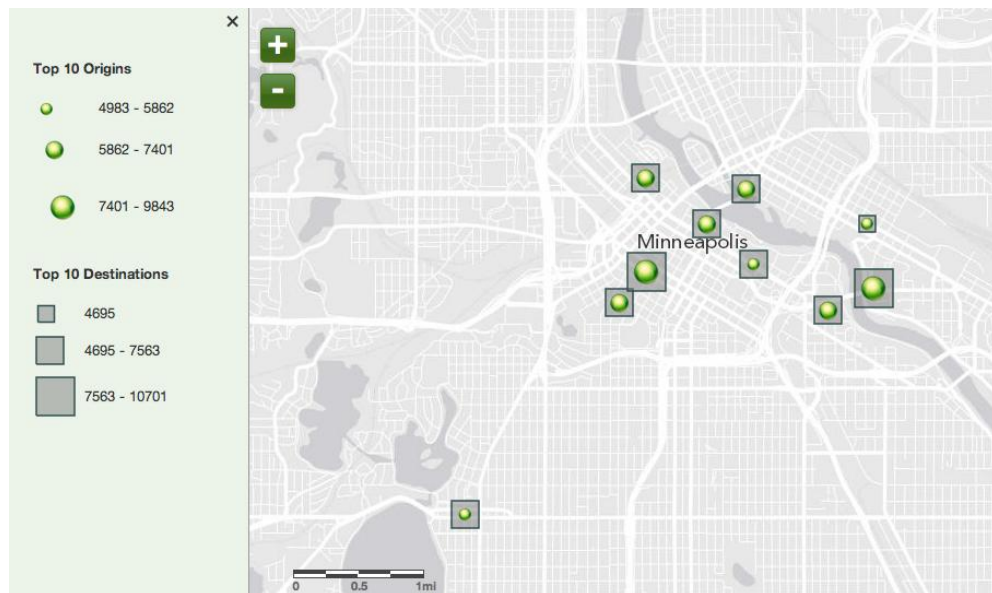 ×
Top 10 Origins
4983 - 5862
5862 - 7401
7401 - 9843
Top 10 Destinations
4695
4695 - 7563
7563 - 10701
+
-
Minneapolis
0 0.5 1mi